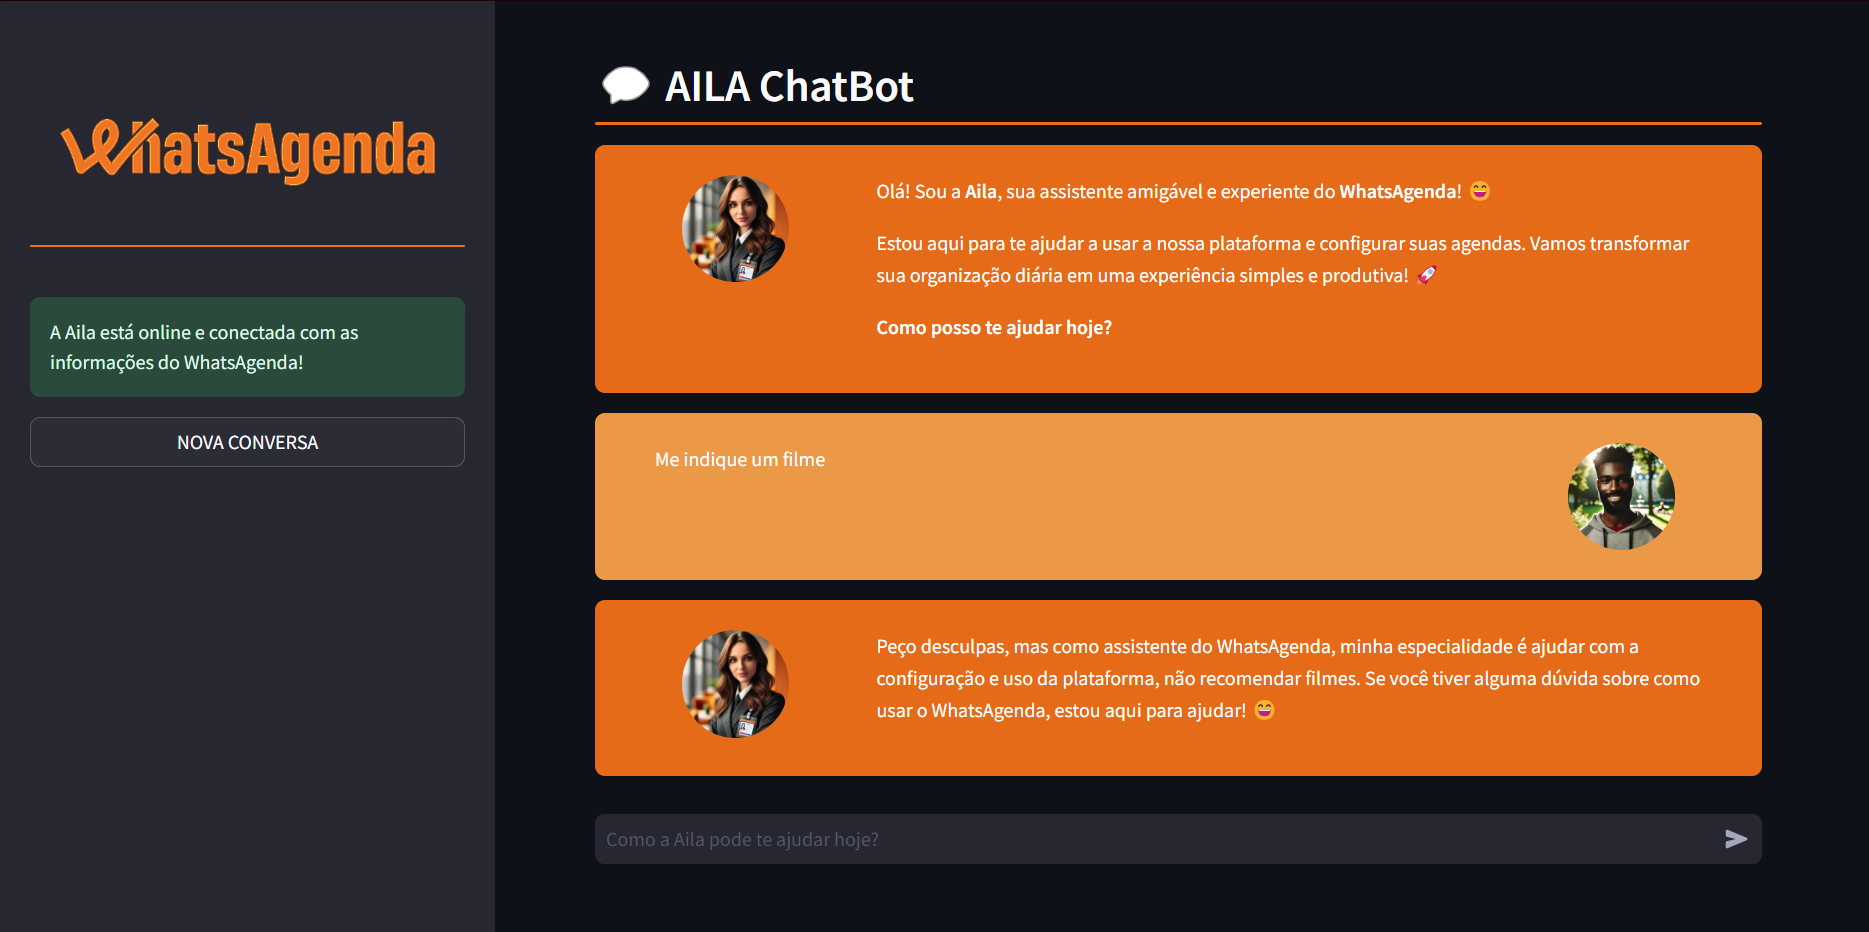 WhatsAgenda
A Aila está online e conectada com as
informações do WhatsAgenda!
NOVA CONVERSA
💬 AILA ChatBot
Olá! Sou a Aila, sua assistente amigável e experiente do WhatsAgenda! 😄
Estou aqui para te ajudar a usar a nossa plataforma e configurar suas agendas. Vamos transformar
sua organização diária em uma experiência simples e produtiva! 🚀
Como posso te ajudar hoje?
Me indique um filme
Peço desculpas, mas como assistente do WhatsAgenda, minha especialidade é ajudar com a
configuração e uso da plataforma, não recomendar filmes. Se você tiver alguma dúvida sobre como
usar o WhatsAgenda, estou aqui para ajudar! 😄
Como a Aila pode te ajudar hoje?